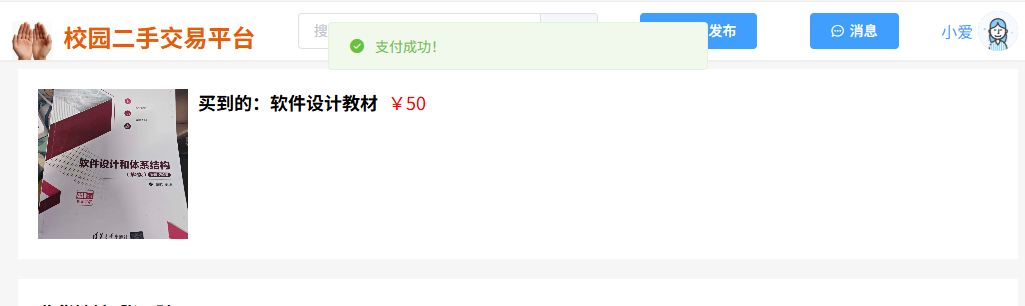 校园二手交易平台
搜
支付成功！
发布
消息
小爱
买到的：软件设计教材 ￥50
软件设计和体系结构